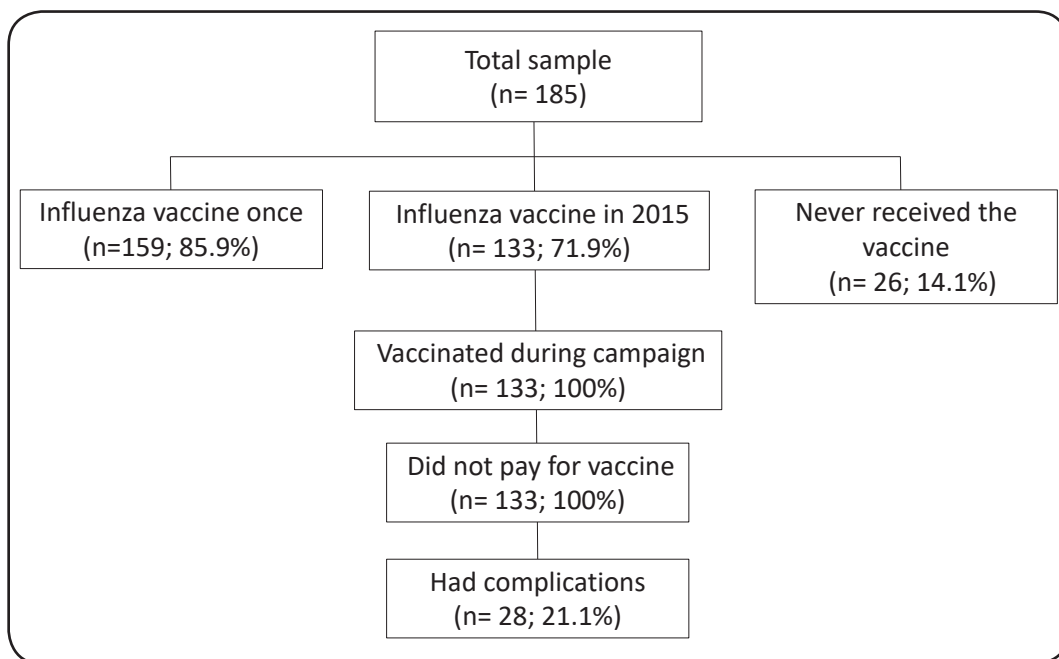 Total sample
(n= 185)
Influenza vaccine once
(n=159; 85.9%)
Influenza vaccine in 2015
(n= 133; 71.9%)
Never received the
vaccine
(n= 26; 14.1%)
Vaccinated during campaign
(n= 133; 100%)
Did not pay for vaccine
(n= 133; 100%)
Had complications
(n= 28; 21.1%)